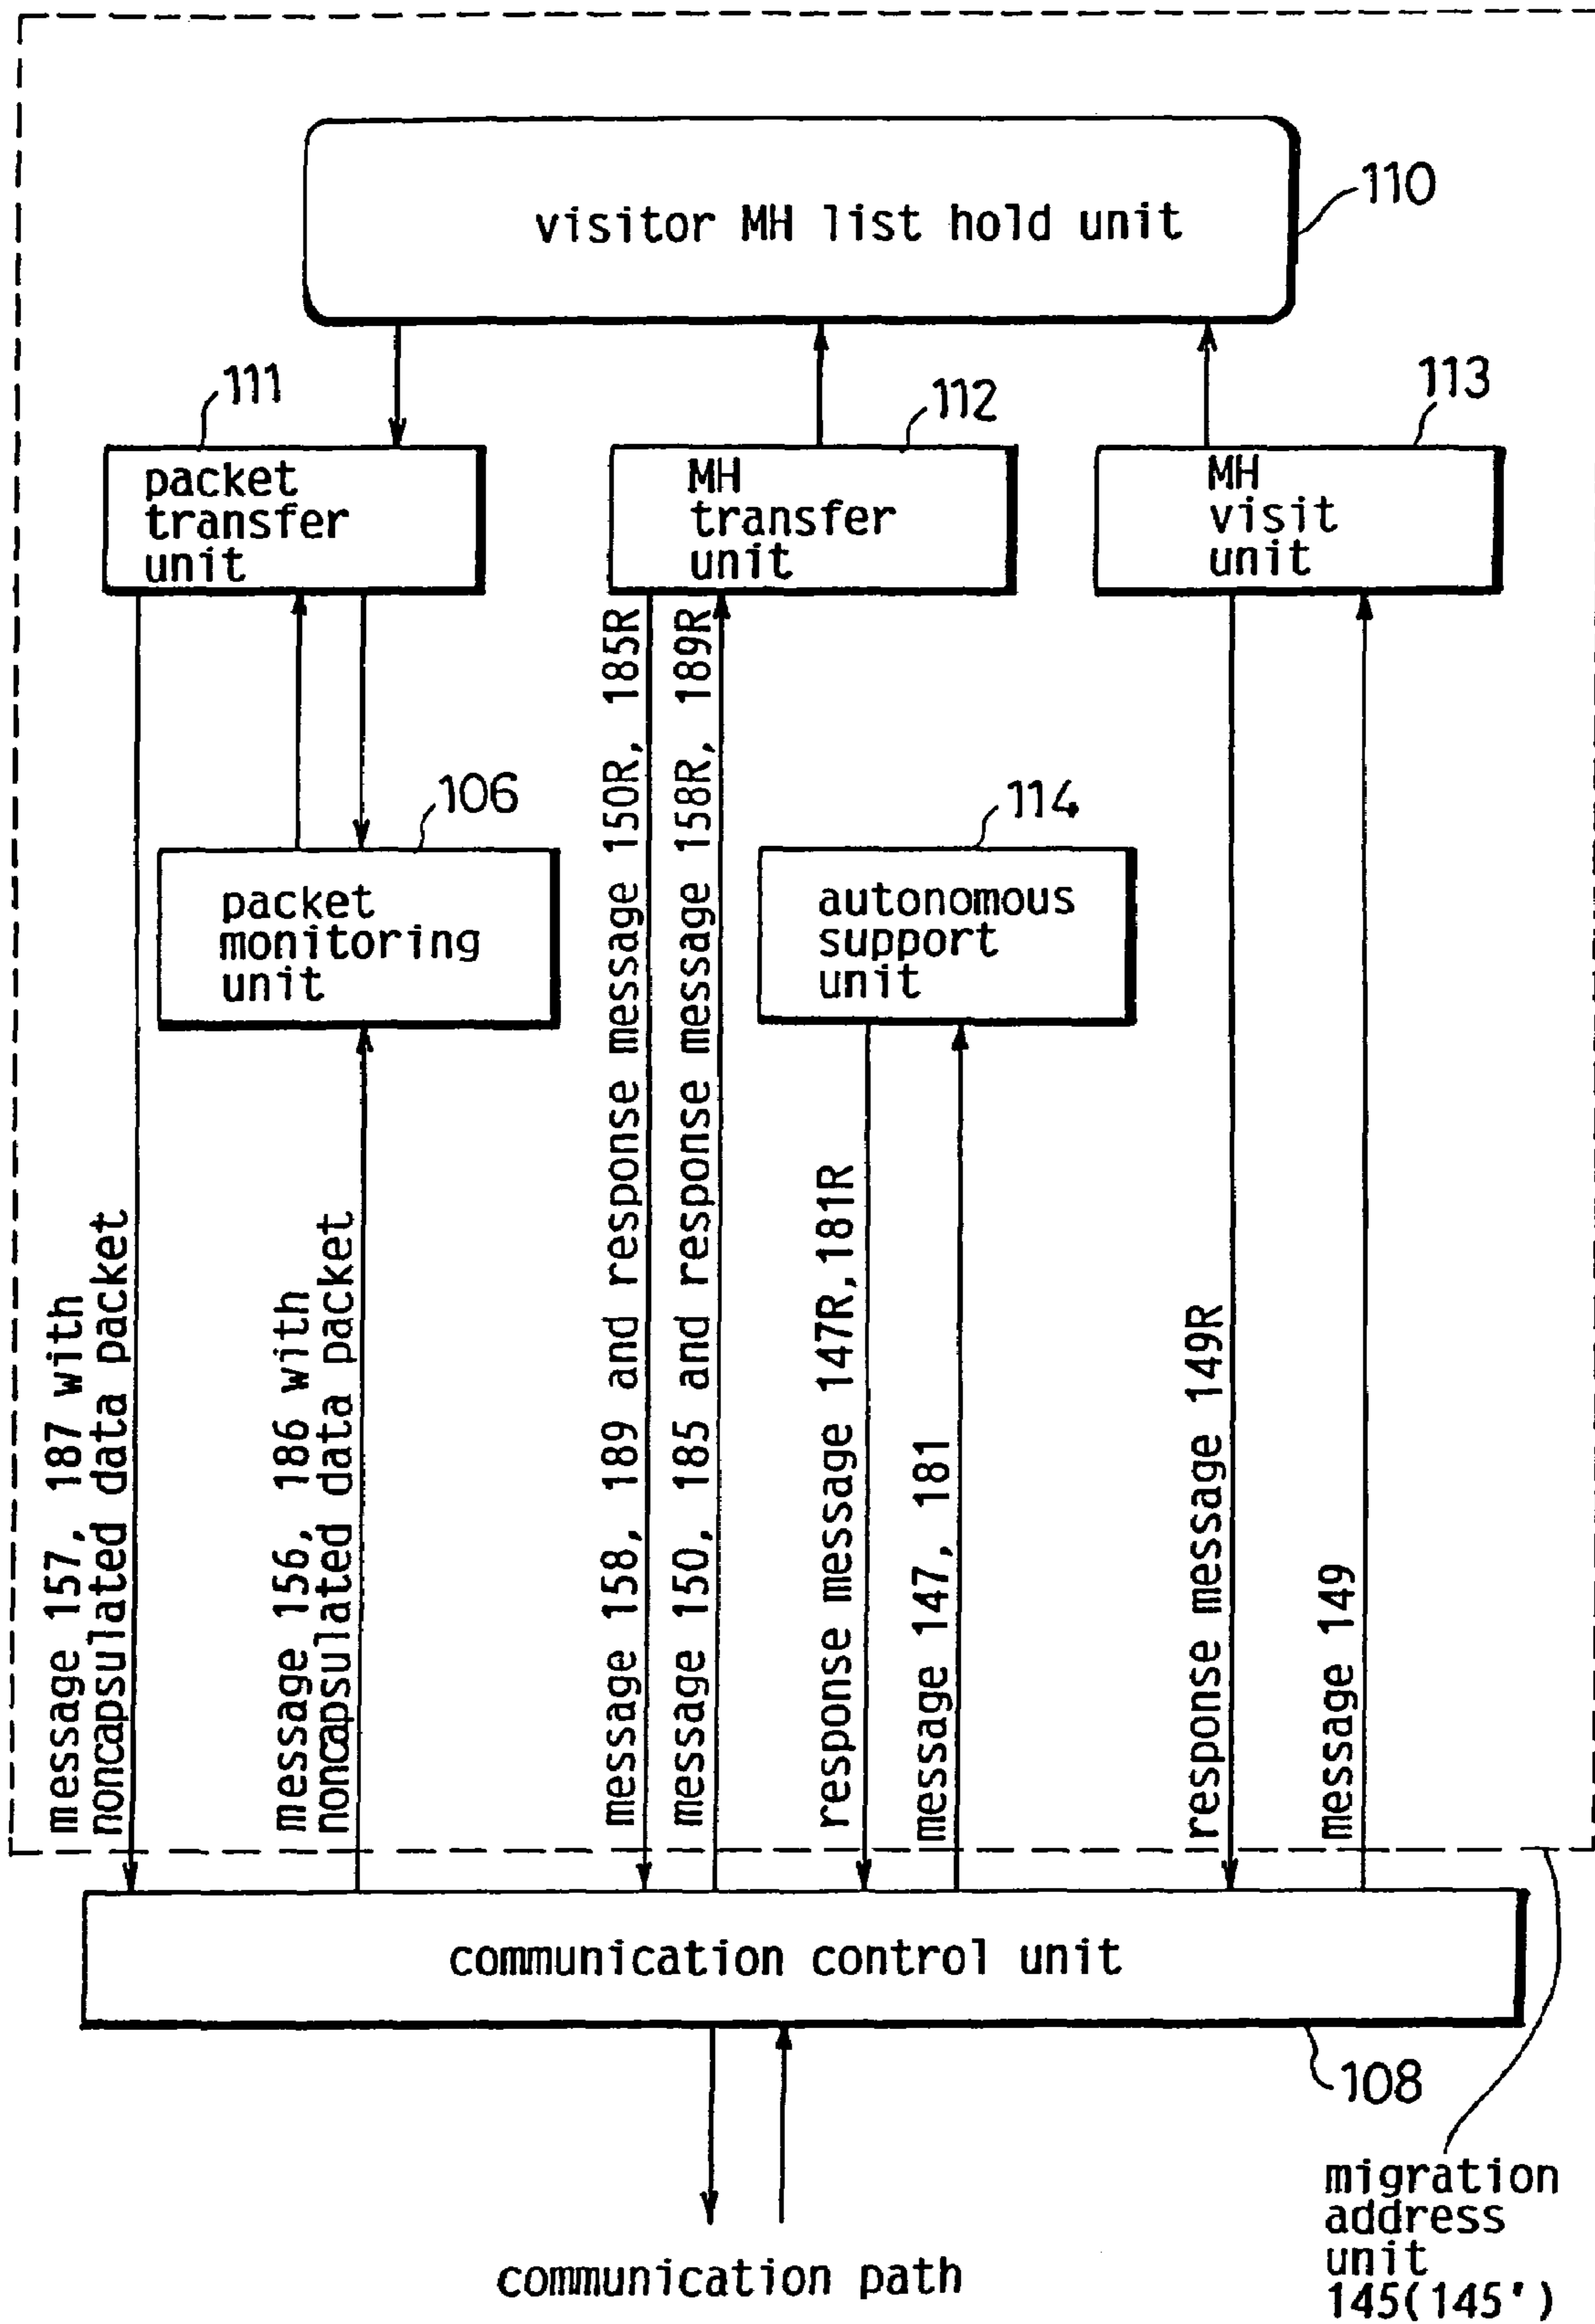 visitor MH list hold unit
110
111
112
113
packet
transfer
unit
MH
transfer
unit
MH
visit
unit
106
114
packet
monitoring
unit
autonomous
support
unit
message 157, 187 with
noncapsulated data packet
message 156, 186 with
noncapsulated data packet
message 158, 189 and response message 150R, 185R
message 150, 185 and response message 158R, 189R
response message 147R,181R
message 147, 181
response message 149R
message 149
communication control unit
108
communication path
migration
address
unit
145(145')